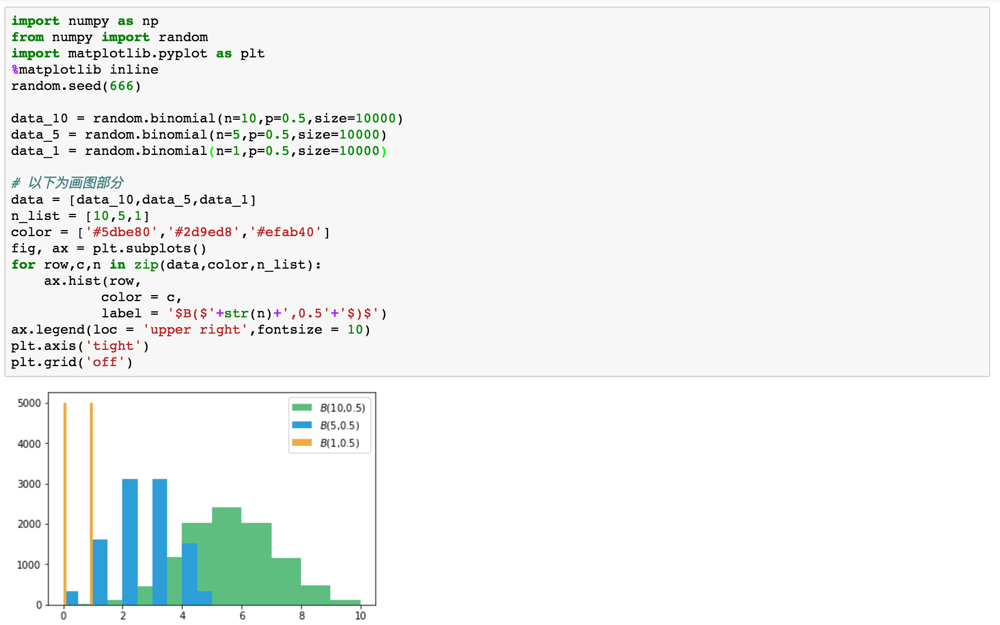 import numpy as np
from numpy import random
import matplotlib.pyplot as plt
%matplotlib inline
random.seed(666)

data_10 = random.binomial(n=10,p=0.5,size=10000)
data_5 = random.binomial(n=5,p=0.5,size=10000)
data_1 = random.binomial(n=1,p=0.5,size=10000)

# 以下为画图部分
data = [data_10,data_5,data_1]
n_list = [10,5,1]
color = ['#5dbe80','#2d9ed8','#efab40']
fig, ax = plt.subplots()
for row,c,n in zip(data,color,n_list):
    ax.hist(row,
           color = c,
           label = '$B($'+str(n)+',0.5'+'$)$')
ax.legend(loc = 'upper right',fontsize = 10)
plt.axis('tight')
plt.grid('off')
B(10,0.5)
B(5,0.5)
B(1,0.5)
5000
4000
3000
2000
1000
0
0 2 4 6 8 10